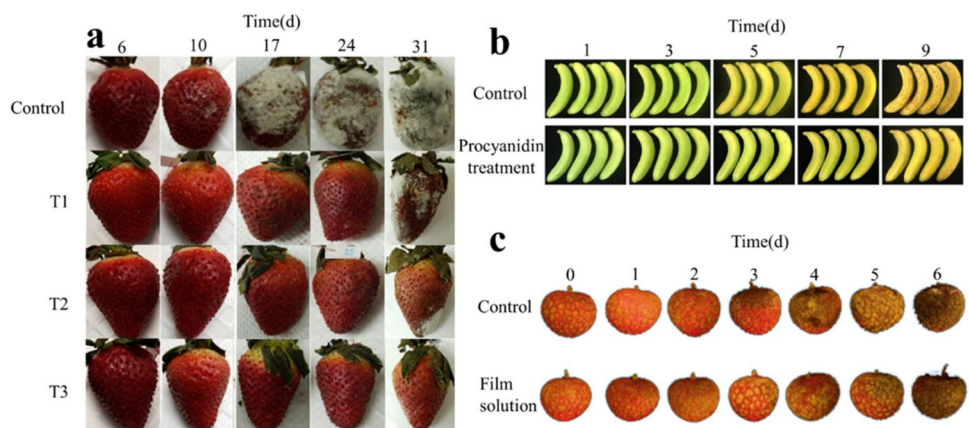 a
Time(d)
6 10 17 24 31
Control
T1
T2
T3
b
Time(d)
1 3 5 7 9
Control
Procyanidin
treatment
c
Time(d)
0 1 2 3 4 5 6
Control
Film
solution